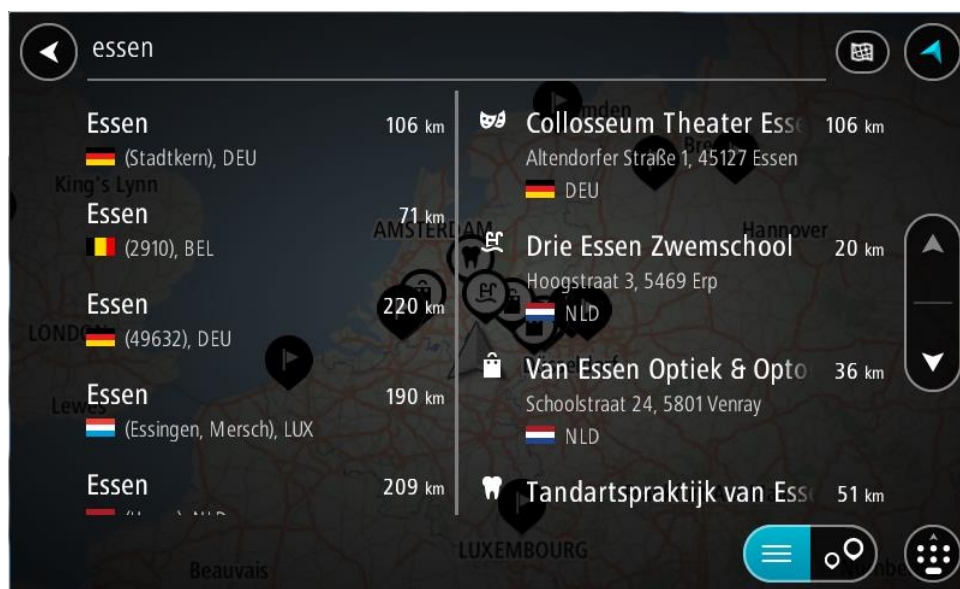 essen
Essen 106 km
(Stadtkern), DEU
Essen 71 km
(2910), BEL
Essen 220 km
(49632), DEU
Essen 190 km
(Essingen, Mersch), LUX
Essen 209 km
NLD
Collosseum Theater Esse 106 km
Altendorfer Straße 1, 45127 Essen
DEU
Drie Essen Zwemschool 20 km
Hoogstraat 3, 5469 Erp
NLD
Van Essen Optiek & Opto 36 km
Schoolstraat 24, 5801 Venray
NLD
Tandartspraktijk van Esse 51 km
King's Lynn
AMSTERDAM
Hannover
LONDON
Lewes
LUXEMBOURG
Beauvais